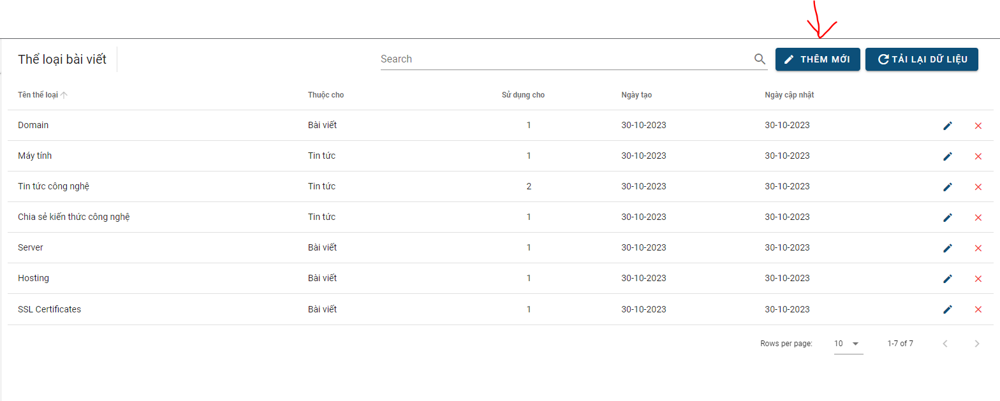 Thể loại bài viết Search THÊM MỚI TẢI LẠI DỮ LIỆU
Tên thể loại Thuộc cho Sử dụng cho Ngày tạo Ngày cập nhật
Domain Bài viết 1 30-10-2023 30-10-2023
Máy tính Tin tức 1 30-10-2023 30-10-2023
Tin tức công nghệ Tin tức 2 30-10-2023 30-10-2023
Chia sẻ kiến thức công nghệ Tin tức 1 30-10-2023 30-10-2023
Server Bài viết 1 30-10-2023 30-10-2023
Hosting Bài viết 1 30-10-2023 30-10-2023
SSL Certificates Bài viết 1 30-10-2023 30-10-2023
Rows per page: 10 1-7 of 7